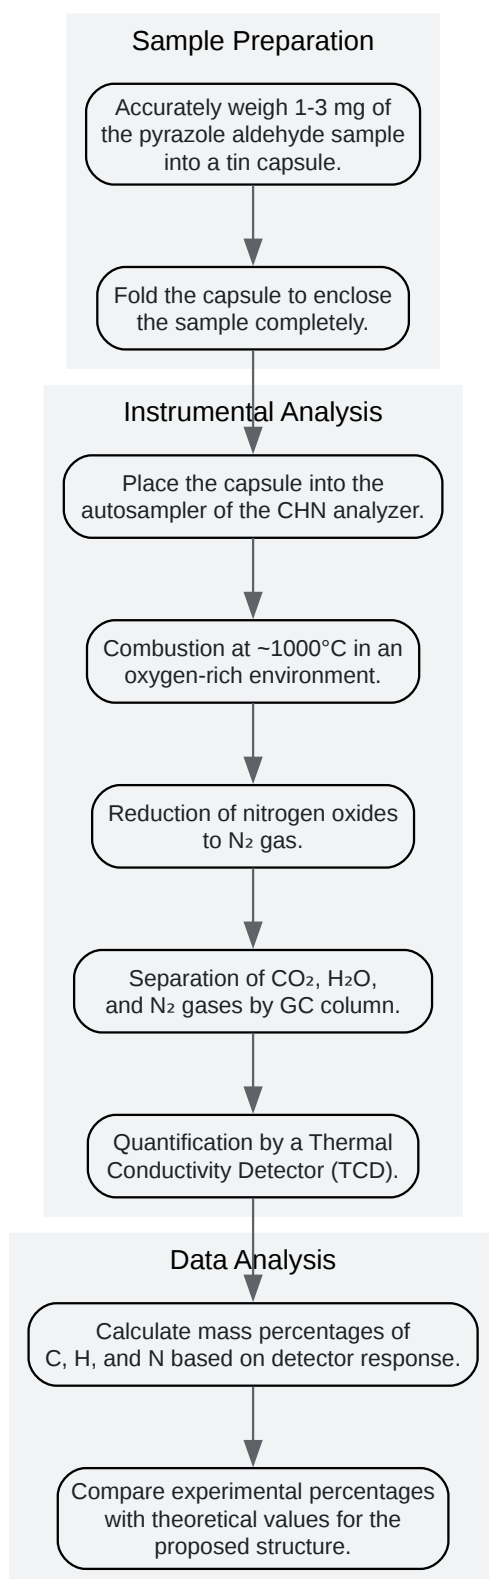 Sample Preparation
Accurately weigh 1-3 mg of
the pyrazole aldehyde sample
into a tin capsule.
Fold the capsule to enclose
the sample completely.
Instrumental Analysis
Place the capsule into the
autosampler of the CHN analyzer.
Combustion at ~1000°C in an
oxygen-rich environment.
Reduction of nitrogen oxides
to N₂ gas.
Separation of CO₂, H₂O,
and N₂ gases by GC column.
Quantification by a Thermal
Conductivity Detector (TCD).
Data Analysis
Calculate mass percentages of
C, H, and N based on detector response.
Compare experimental percentages
with theoretical values for the
proposed structure.